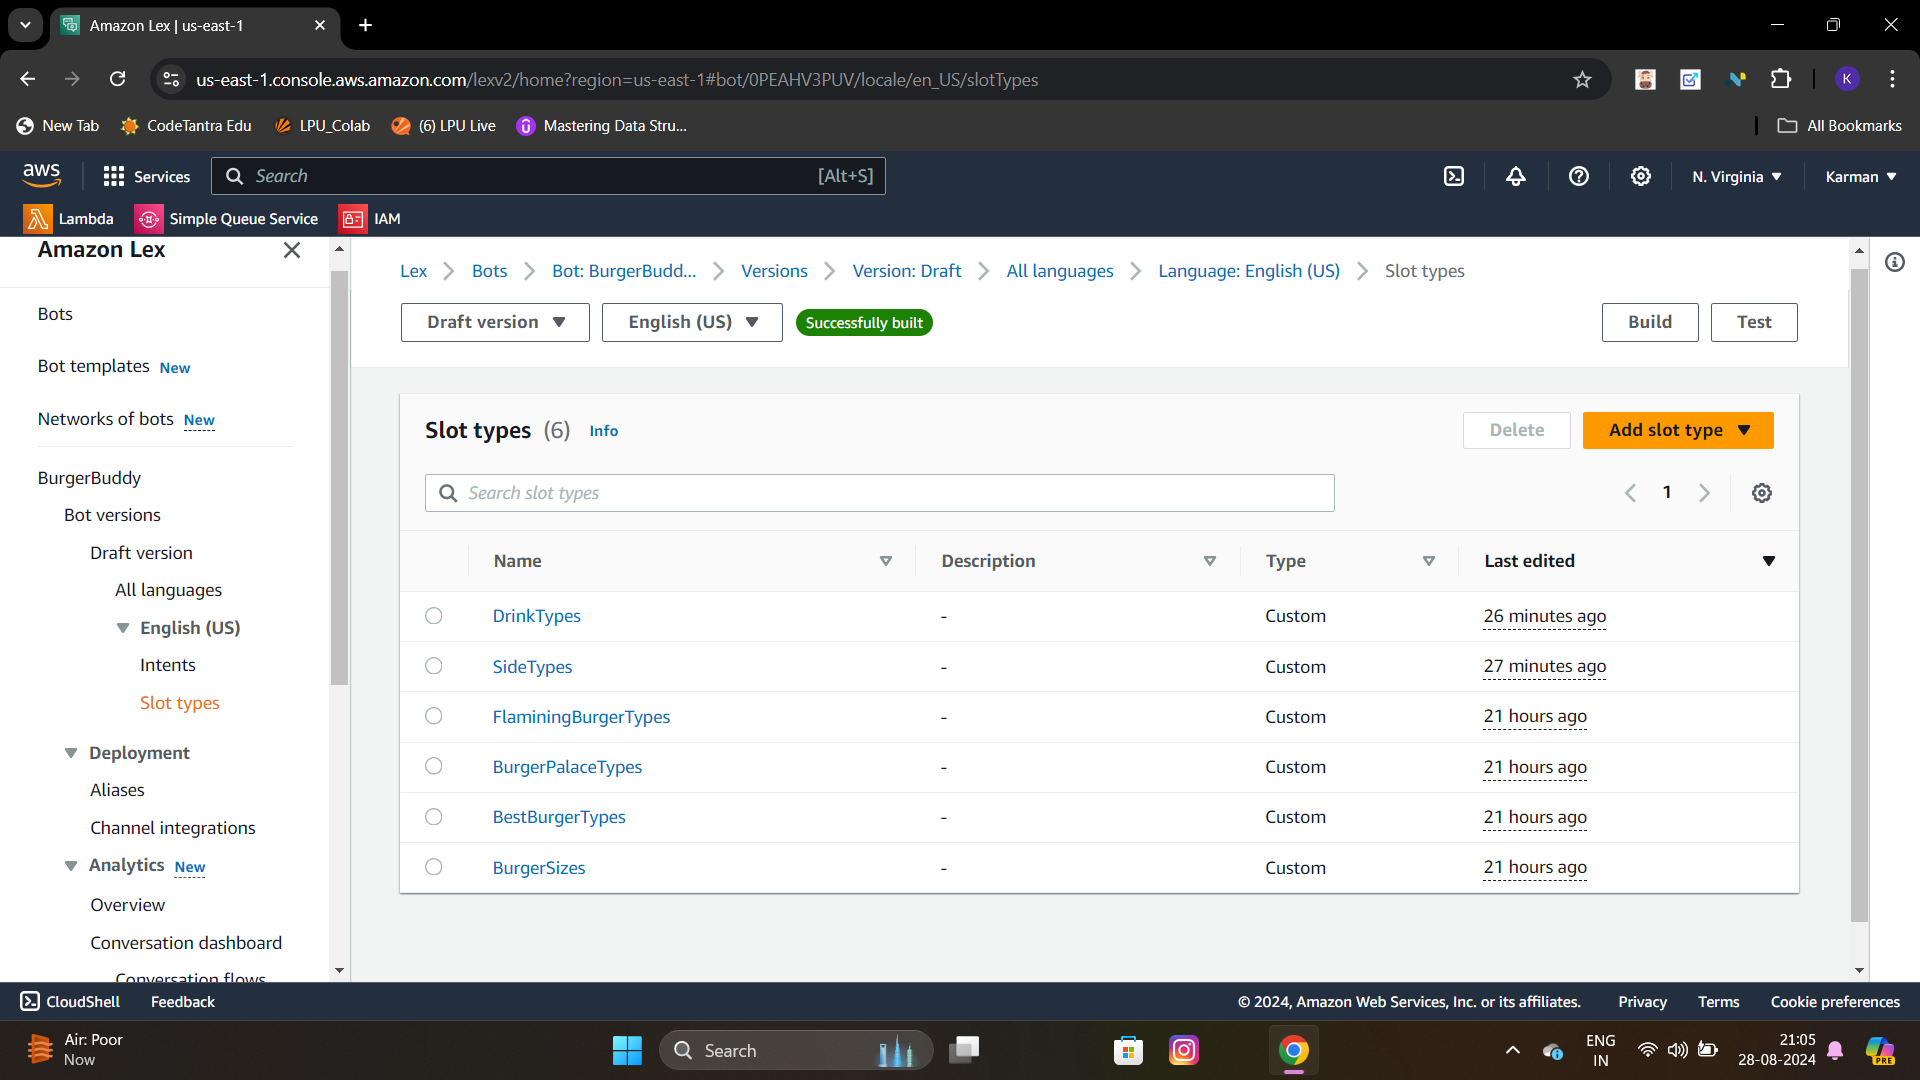 Amazon Lex | us-east-1
us-east-1.console.aws.amazon.com/lexv2/home?region=us-east-1#bot/0PEAHV3PUV/locale/en_US/slotTypes
K
New Tab
CodeTantra Edu
LPU_Colab
(6) LPU Live
Mastering Data Stru...
All Bookmarks
aws
Services
Search
[Alt+S]
N. Virginia
Karman
Lambda
Simple Queue Service
IAM
Amazon Lex
Bots
Bot templates New
Networks of bots New
BurgerBuddy
Bot versions
Draft version
All languages
English (US)
Intents
Slot types
Deployment
Aliases
Channel integrations
Analytics New
Overview
Conversation dashboard
Conversation flows
Lex
Bots
Bot: BurgerBudd...
Versions
Version: Draft
All languages
Language: English (US)
Slot types
Draft version
English (US)
Successfully built
Build
Test
Slot types (6) Info
Delete
Add slot type
Search slot types
1
Name Description Type Last edited
DrinkTypes - Custom 26 minutes ago
SideTypes - Custom 27 minutes ago
FlaminingBurgerTypes - Custom 21 hours ago
BurgerPalaceTypes - Custom 21 hours ago
BestBurgerTypes - Custom 21 hours ago
BurgerSizes - Custom 21 hours ago
CloudShell
Feedback
© 2024, Amazon Web Services, Inc. or its affiliates.
Privacy
Terms
Cookie preferences
Air: Poor
Now
Search
ENG
IN
21:05
28-08-2024
PRE